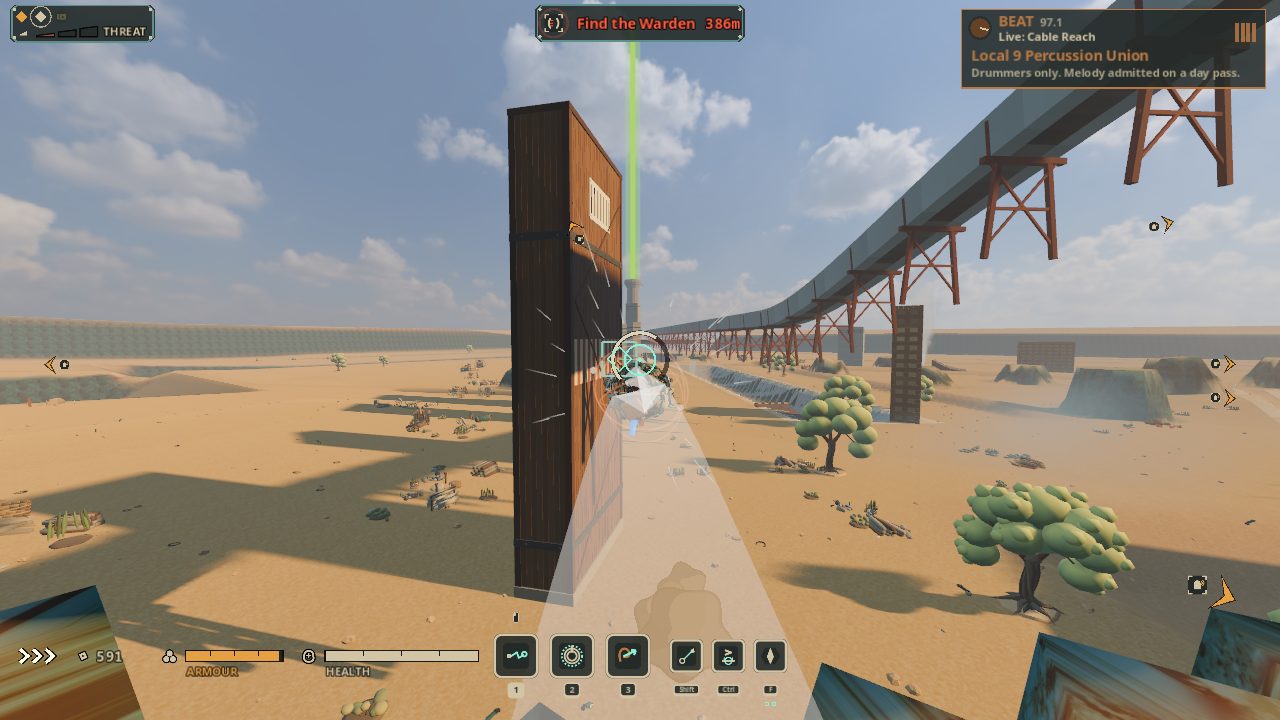 THREAT
Find the Warden 386m
BEAT 97.1
Live: Cable Reach
Local 9 Percussion Union
Drummers only. Melody admitted on a day pass.
591
ARMOUR
HEALTH
1
2
3
Shift
Ctrl
F